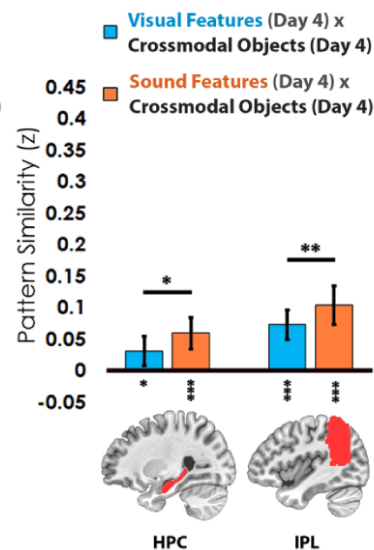 Visual Features (Day 4) x
Crossmodal Objects (Day 4)
Sound Features (Day 4) x
Crossmodal Objects (Day 4)
Pattern Similarity (z)
0.45
0.4
0.35
0.3
0.25
0.2
0.15
0.1
0.05
0
-0.05
*
**
*
***
***
***
HPC
IPL